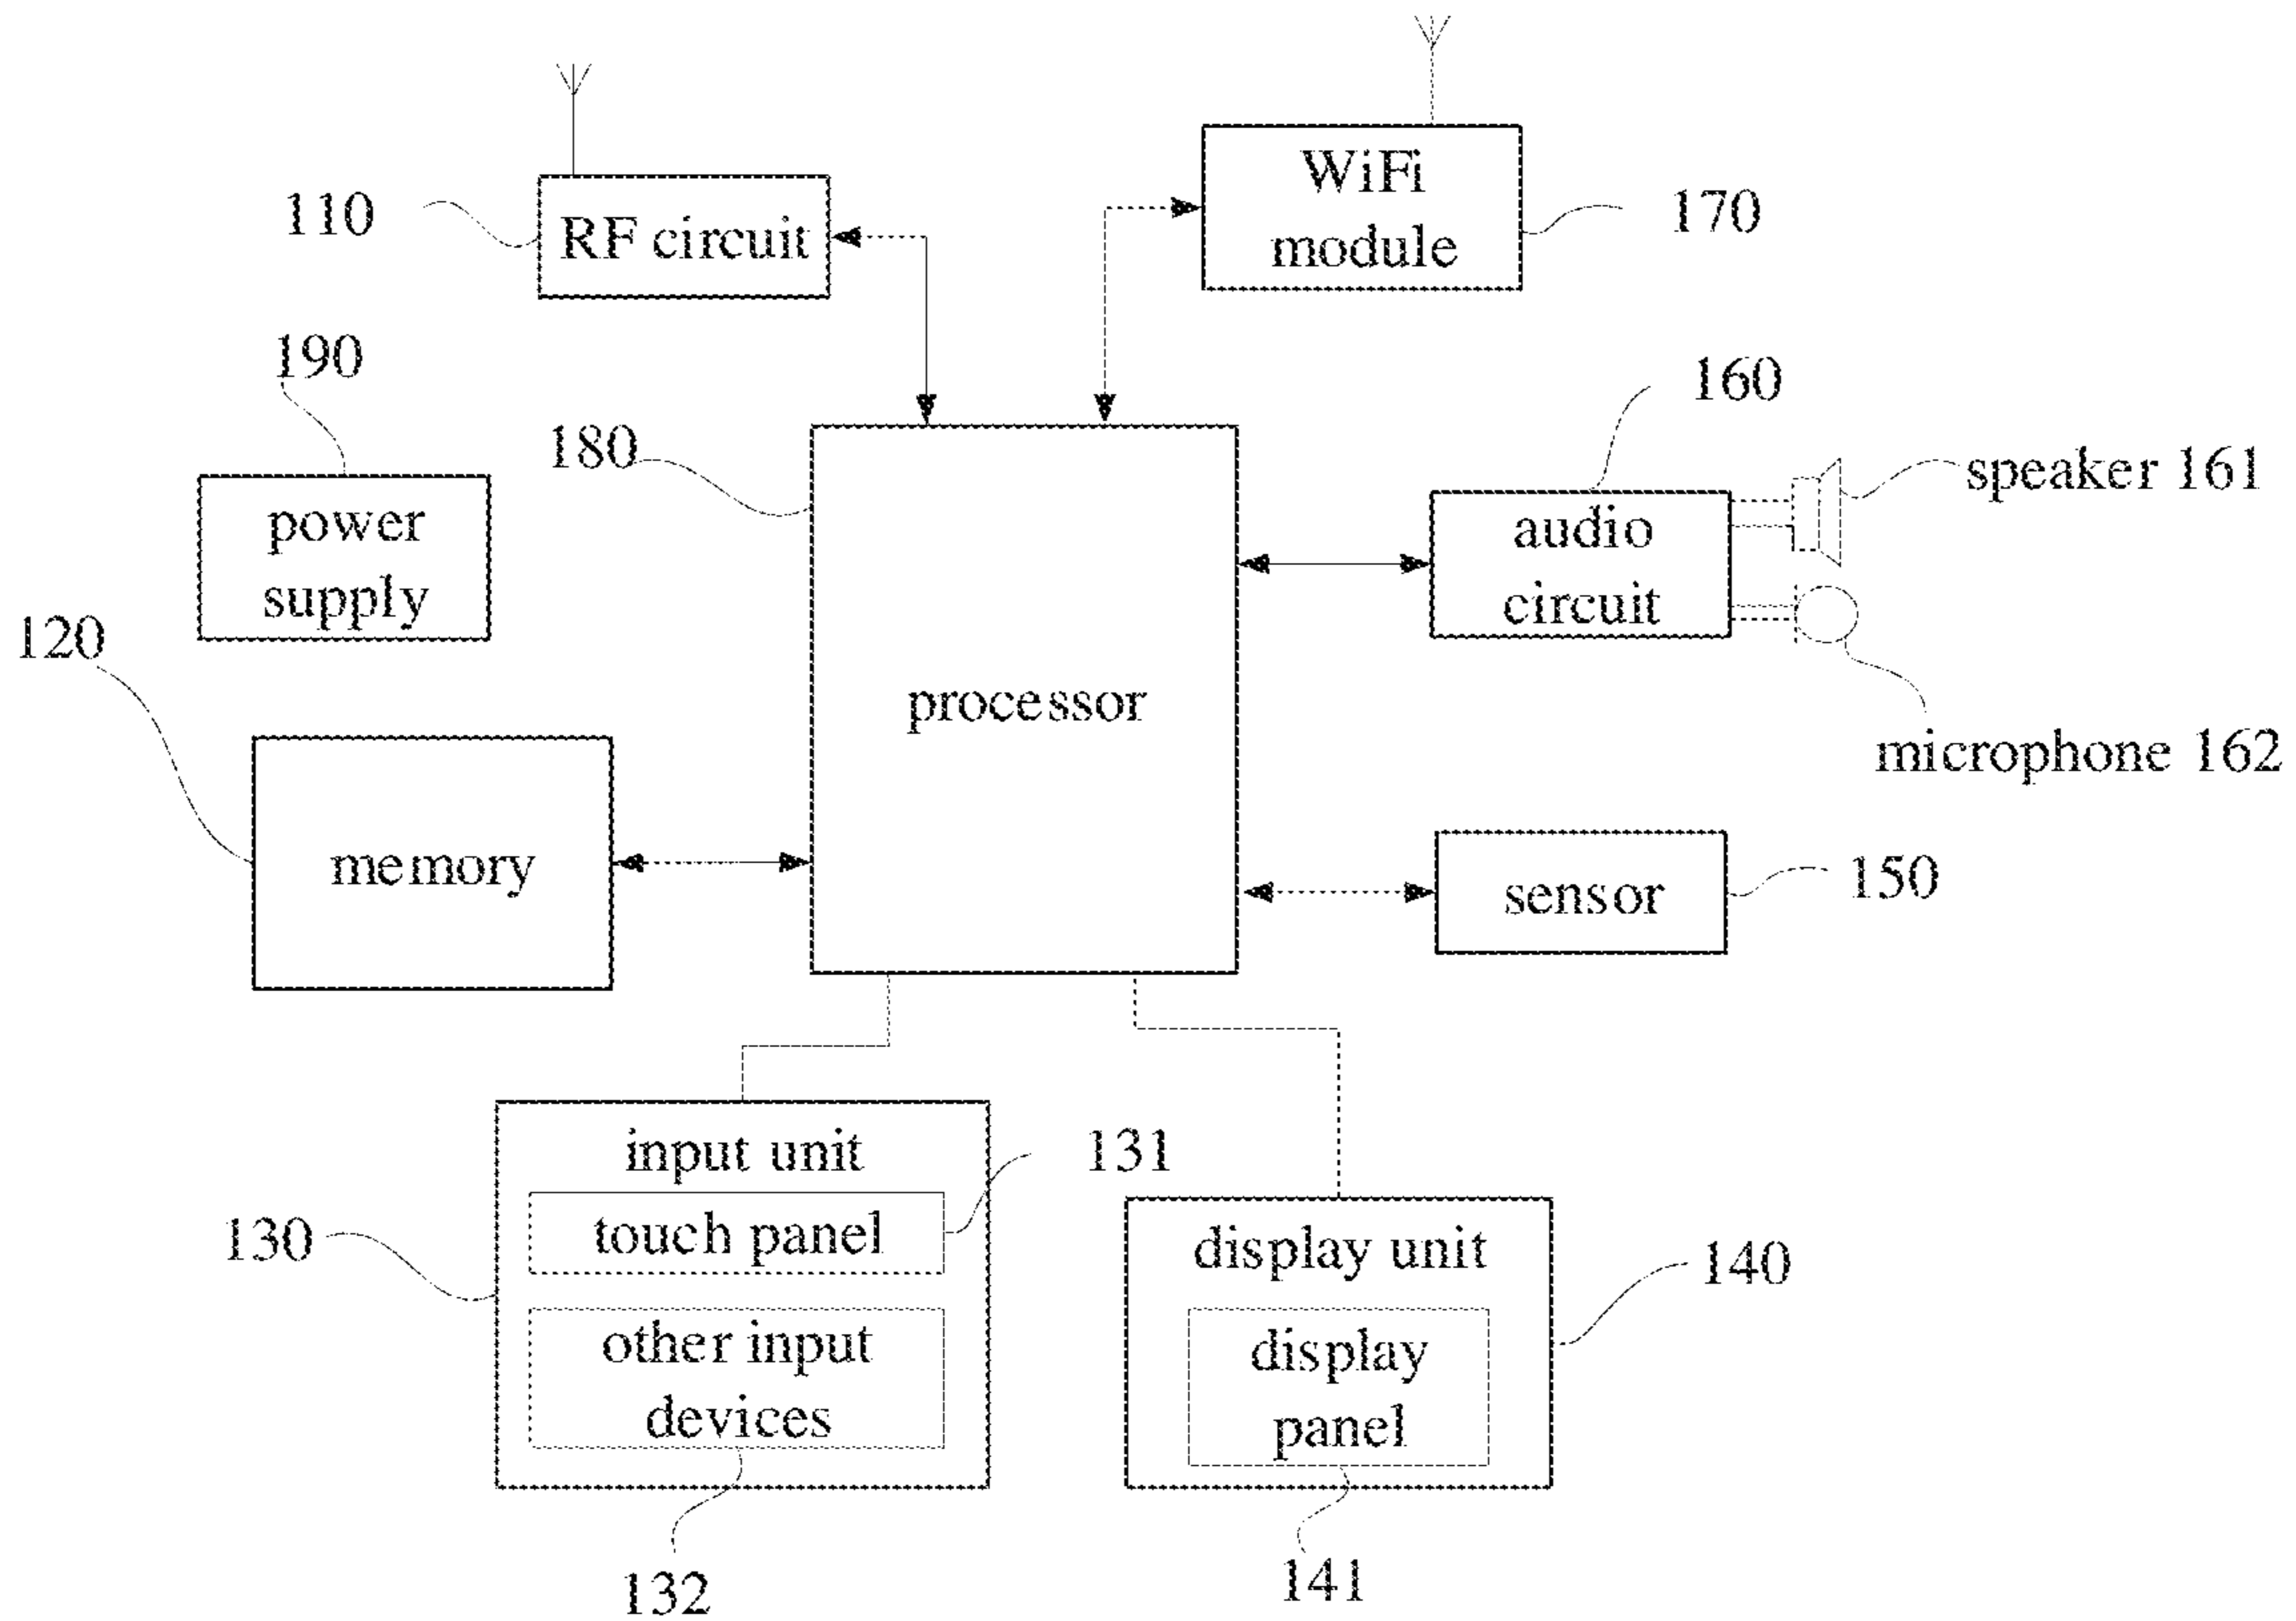 WiFi
module
170
110
RF circuit
190
180
160
power
supply
audio
circuit
speaker 161
120
processor
microphone 162
memory
sensor
150
input unit
131
touch panel
130
other input
devices
display unit
140
display
panel
132
141